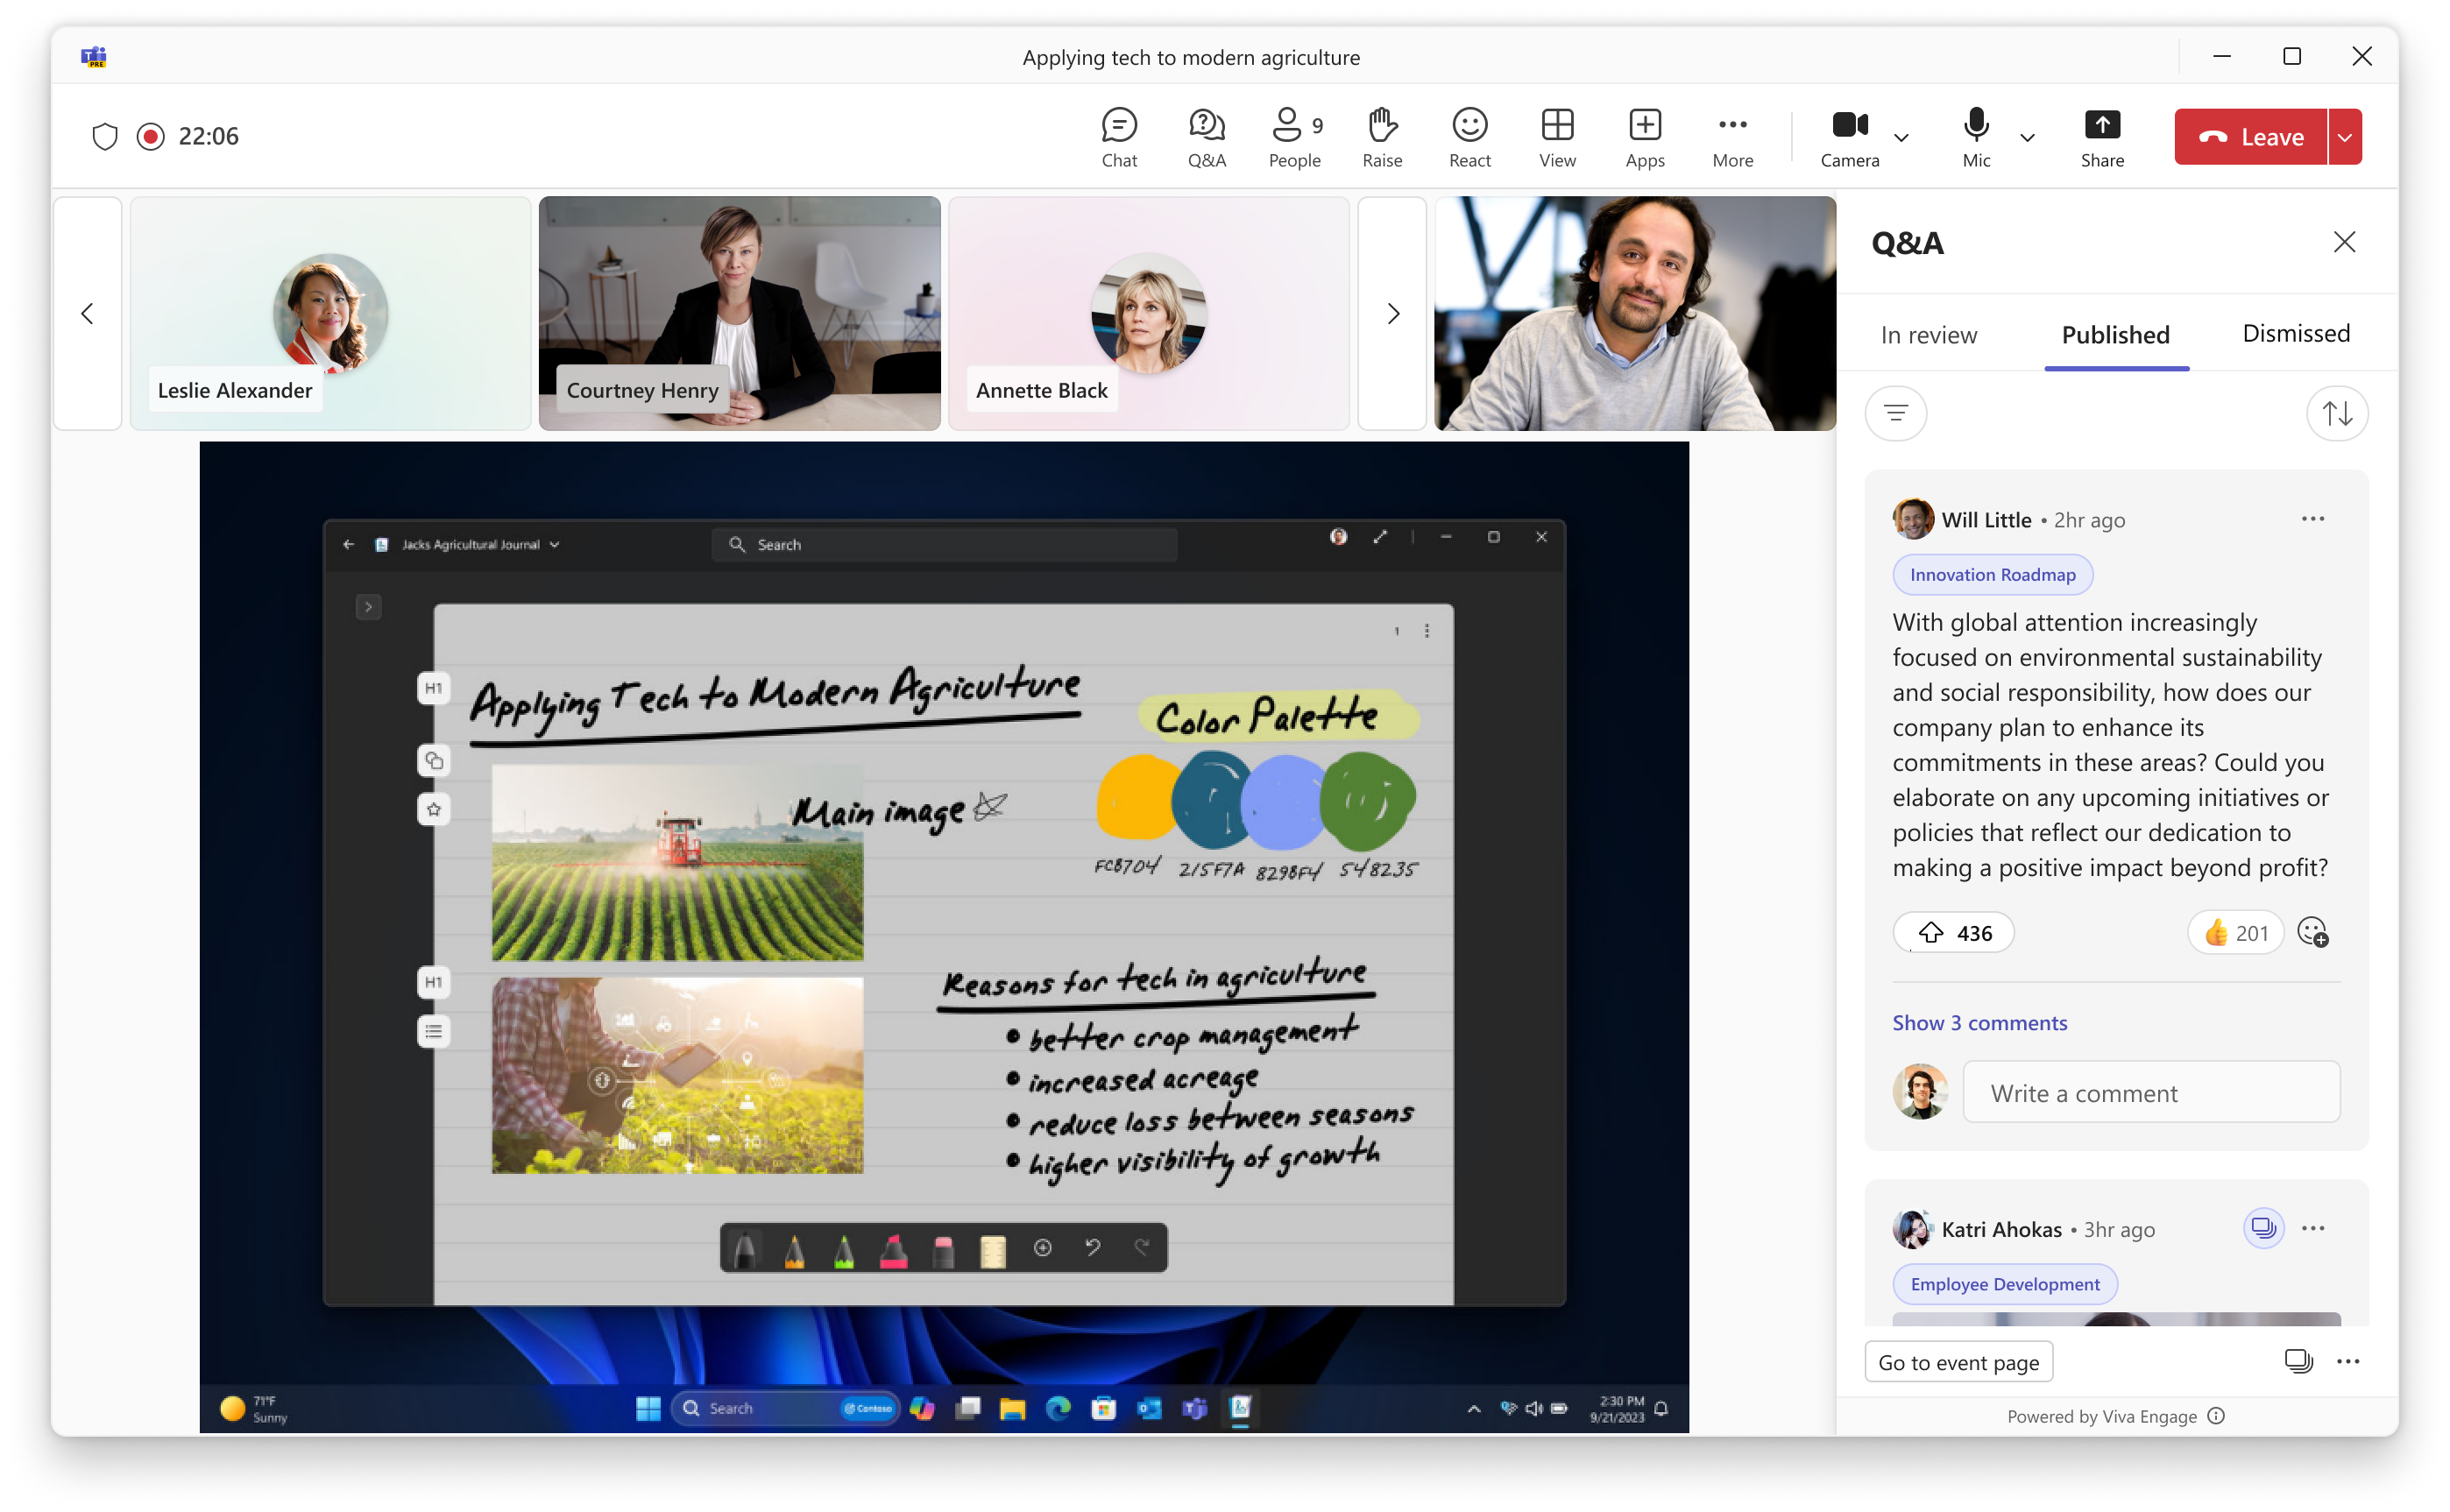 PRE
Applying tech to modern agriculture
22:06
Chat
Q&A
People
9
Raise
React
View
Apps
More
Camera
Mic
Share
Leave
Leslie Alexander
Courtney Henry
Annette Black
Jacks Agricultural Journal
Search
1
H1
Applying Tech to Modern Agriculture
Color Palette
Main image
FCB704 215F7A 829BF4 548235
H1
Reasons for tech in agriculture
• better crop management
• increased acreage
• reduce loss between seasons
• higher visibility of growth
71°F
Sunny
Search
Contoso
2:30 PM
9/21/2023
Q&A
In review
Published
Dismissed
Will Little • 2hr ago
Innovation Roadmap
With global attention increasingly
focused on environmental sustainability
and social responsibility, how does our
company plan to enhance its
commitments in these areas? Could you
elaborate on any upcoming initiatives or
policies that reflect our dedication to
making a positive impact beyond profit?
436
201
Show 3 comments
Write a comment
Katri Ahokas • 3hr ago
Employee Development
Go to event page
Powered by Viva Engage